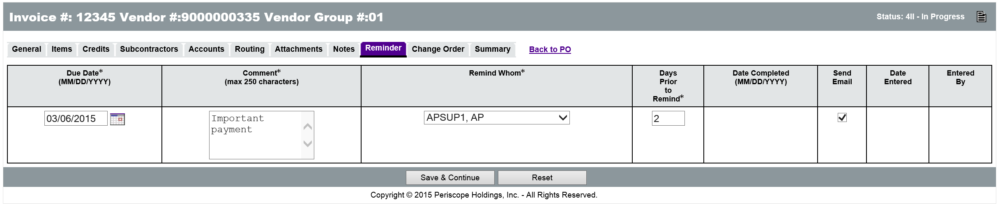 Invoice #: 12345 Vendor #:9000000335 Vendor Group #:01
Status: 4II - In Progress
General Items Credits Subcontractors Accounts Routing Attachments Notes Reminder Change Order Summary Back to PO
Due Date*
(MM/DD/YYYY)
Comment*
(max 250 characters)
Remind Whom*
Days
Prior
to
Remind*
Date Completed
(MM/DD/YYYY)
Send
Email
Date
Entered
Entered
By
03/06/2015
Important
payment
APSUP1, AP
2
Save & Continue
Reset
Copyright © 2015 Periscope Holdings, Inc. - All Rights Reserved.